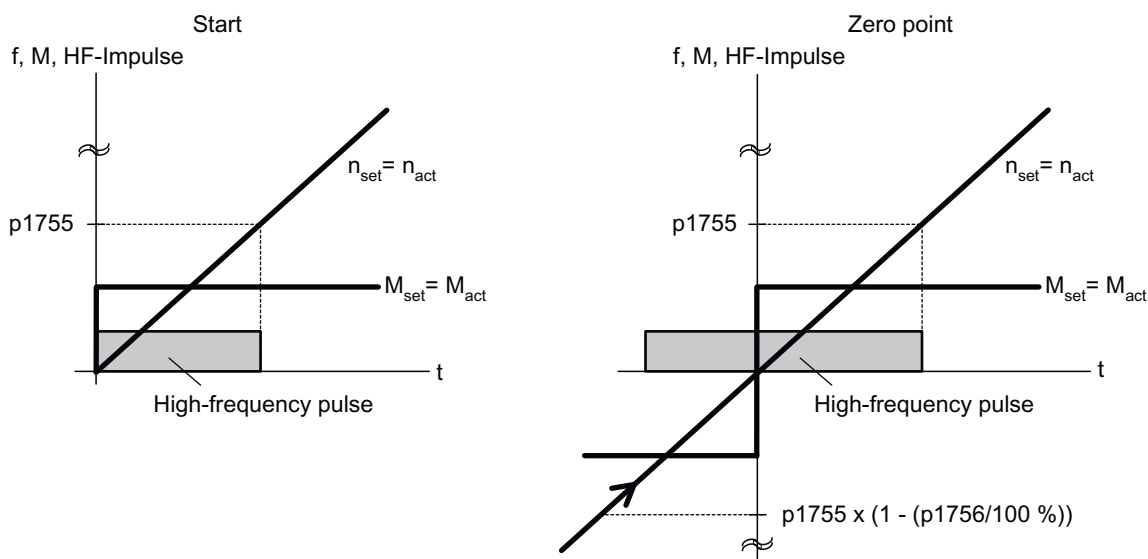 Start
f, M, HF-Impulse
n_set = n_act
p1755
M_set = M_act
t
High-frequency pulse
Zero point
f, M, HF-Impulse
n_set = n_act
p1755
M_set = M_act
t
High-frequency pulse
p1755 x (1 - (p1756/100 %))